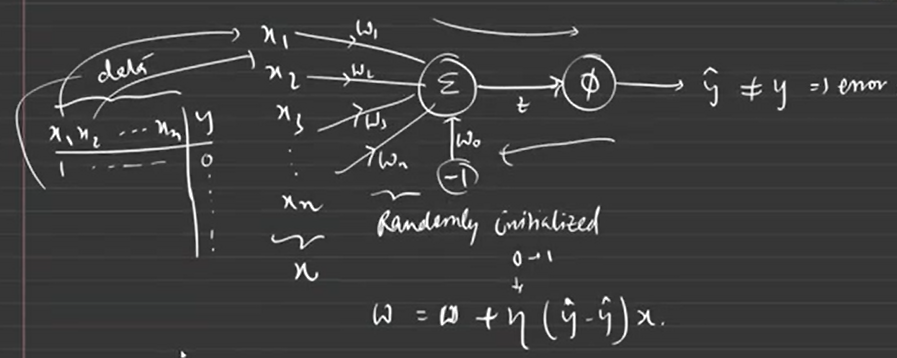 x₁ w₁
data x₂ w₂ Σ z φ ŷ ≠ y ⇒ error
x₁ x₂ ... xₙ y x₃ w₃ w₀
1 ...... 0 ⋮ wₙ -1
xₙ Randomly initialized
x 0→1
w = w + η (ŷ - ŷ) x.